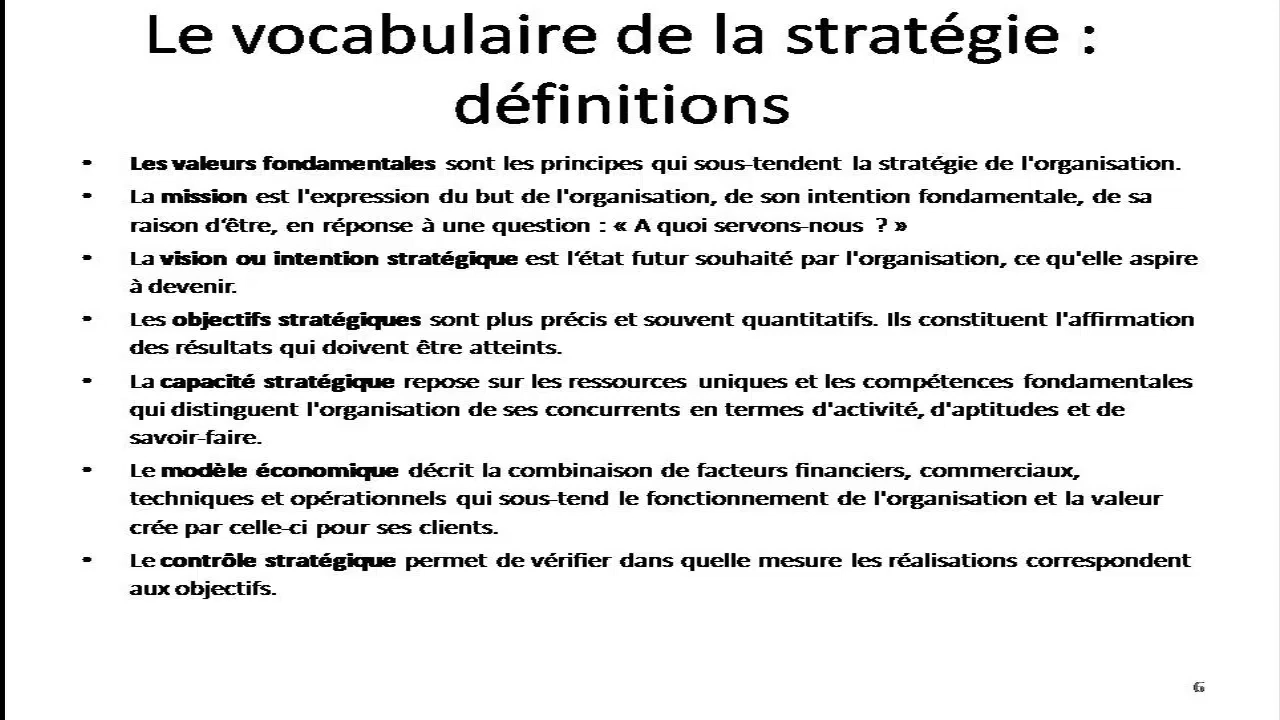 Le vocabulaire de la stratégie :
définitions
• Les valeurs fondamentales sont les principes qui sous-tendent la stratégie de l'organisation.
• La mission est l'expression du but de l'organisation, de son intention fondamentale, de sa
raison d‘être, en réponse à une question : « A quoi servons-nous ? »
• La vision ou intention stratégique est l‘état futur souhaité par l'organisation, ce qu'elle aspire
à devenir.
• Les objectifs stratégiques sont plus précis et souvent quantitatifs. Ils constituent l'affirmation
des résultats qui doivent être atteints.
• La capacité stratégique repose sur les ressources uniques et les compétences fondamentales
qui distinguent l'organisation de ses concurrents en termes d'activité, d'aptitudes et de
savoir-faire.
• Le modèle économique décrit la combinaison de facteurs financiers, commerciaux,
techniques et opérationnels qui sous-tend le fonctionnement de l'organisation et la valeur
crée par celle-ci pour ses clients.
• Le contrôle stratégique permet de vérifier dans quelle mesure les réalisations correspondent
aux objectifs.
6